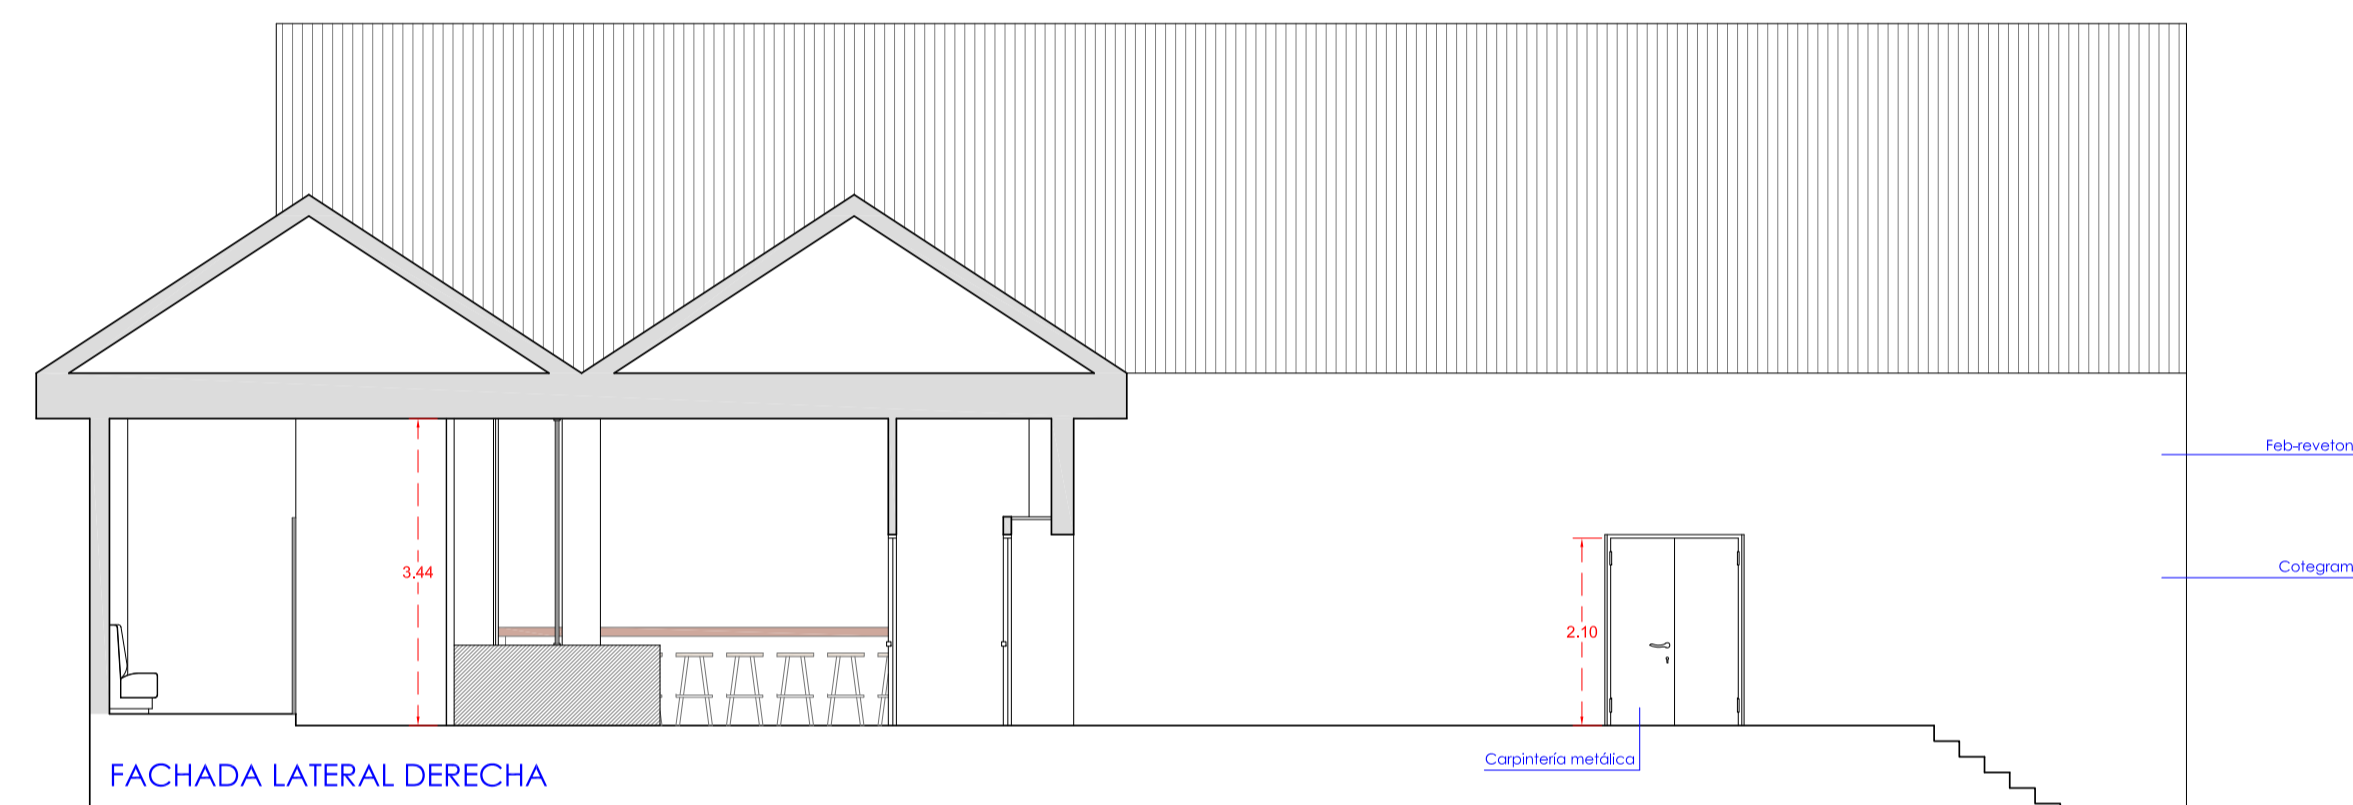 Feb-reveton
Cotegram
3.44
2.10
Carpintería metálica
FACHADA LATERAL DERECHA